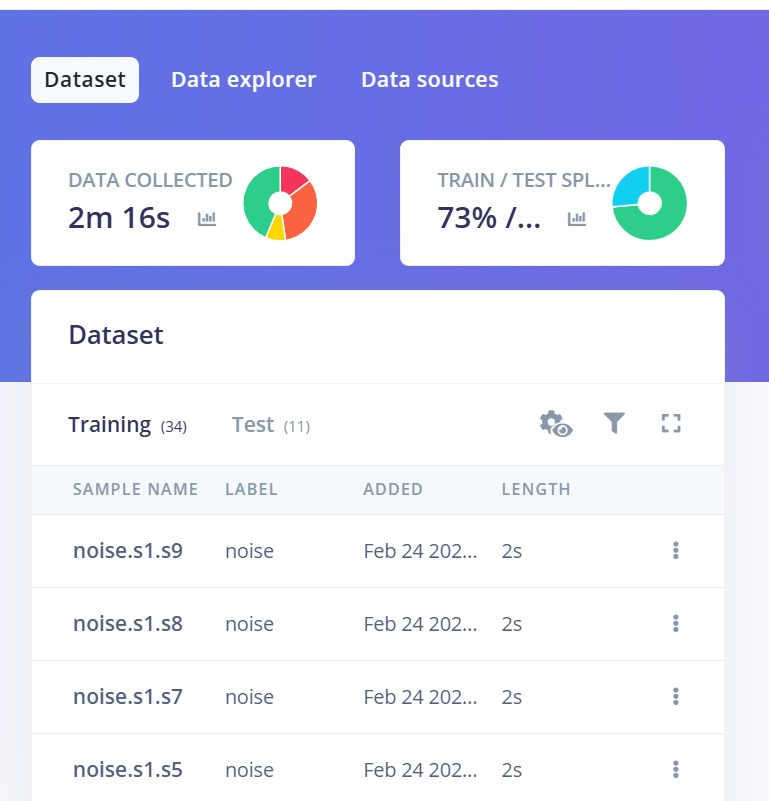 Dataset Data explorer Data sources
DATA COLLECTED
2m 16s
TRAIN / TEST SPL...
73% /...
Dataset
Training (34) Test (11)
SAMPLE NAME LABEL ADDED LENGTH
noise.s1.s9 noise Feb 24 202... 2s
noise.s1.s8 noise Feb 24 202... 2s
noise.s1.s7 noise Feb 24 202... 2s
noise.s1.s5 noise Feb 24 202... 2s